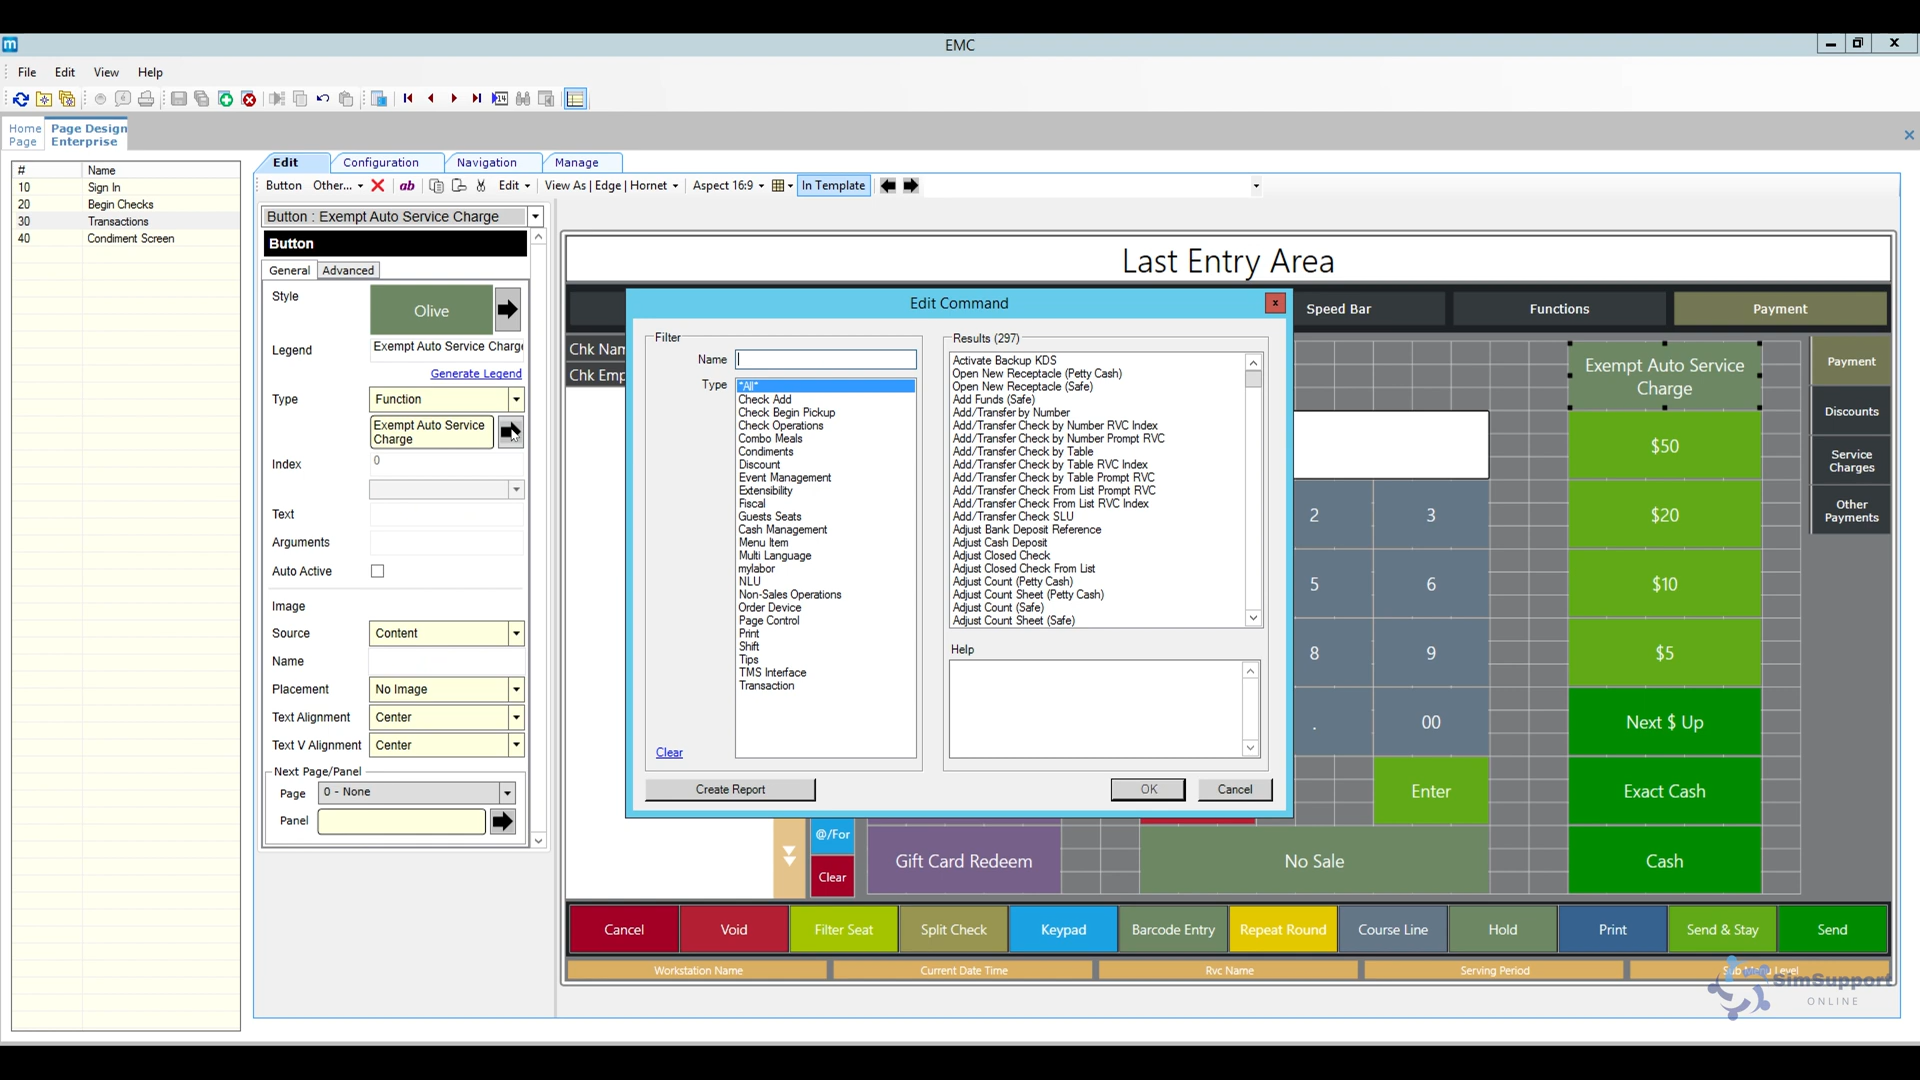 EMC
File Edit View Help
Home Page
Page Design Enterprise
# Name
10 Sign In
20 Begin Checks
30 Transactions
40 Condiment Screen
Edit Configuration Navigation Manage
Button Other... ab Edit View As | Edge | Hornet Aspect 16:9 In Template
Button : Exempt Auto Service Charge
Button
General Advanced
Style Olive
Legend Exempt Auto Service Charge
Generate Legend
Type Function
Exempt Auto Service
Charge
Index 0
Text
Arguments
Auto Active
Image
Source Content
Name
Placement No Image
Text Alignment Center
Text V Alignment Center
Next Page/Panel
Page 0 - None
Panel
Last Entry Area
Speed Bar Functions Payment
Chk Nam
Chk Emp
Edit Command
Filter
Name
Type
*All*
Check Add
Check Begin Pickup
Check Operations
Combo Meals
Condiments
Discount
Event Management
Extensibility
Fiscal
Guests Seats
Cash Management
Menu Item
Multi Language
mylabor
NLU
Non-Sales Operations
Order Device
Page Control
Print
Shift
Tips
TMS Interface
Transaction
Clear
Results (297)
Activate Backup KDS
Open New Receptacle (Petty Cash)
Open New Receptacle (Safe)
Add Funds (Safe)
Add/Transfer by Number
Add/Transfer Check by Number RVC Index
Add/Transfer Check by Number Prompt RVC
Add/Transfer Check by Table
Add/Transfer Check by Table RVC Index
Add/Transfer Check by Table Prompt RVC
Add/Transfer Check From List Prompt RVC
Add/Transfer Check From List RVC Index
Add/Transfer Check SLU
Adjust Bank Deposit Reference
Adjust Cash Deposit
Adjust Closed Check
Adjust Closed Check From List
Adjust Count (Petty Cash)
Adjust Count Sheet (Petty Cash)
Adjust Count (Safe)
Adjust Count Sheet (Safe)
Help
Create Report OK Cancel
Exempt Auto Service
Charge
$50
$20
$10
$5
Next $ Up
Exact Cash
Cash
Payment
Discounts
Service
Charges
Other
Payments
2 3
5 6
8 9
. 00
Enter
@/For
Clear
Gift Card Redeem
No Sale
Cancel Void Filter Seat Split Check Keypad Barcode Entry Repeat Round Course Line Hold Print Send & Stay Send
Workstation Name Current Date Time Rvc Name Serving Period Sub Menu Level
SimSupport
ONLINE